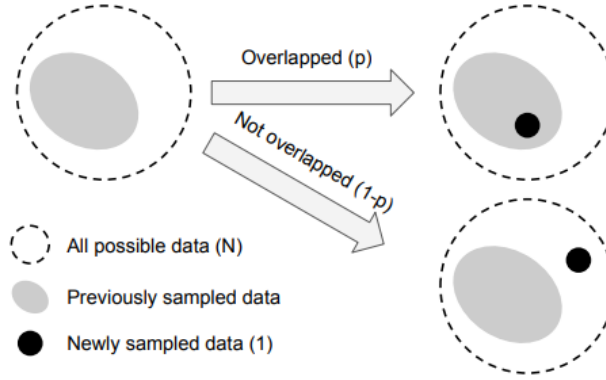 Overlapped (p)
Not overlapped (1-p)
All possible data (N)
Previously sampled data
Newly sampled data (1)